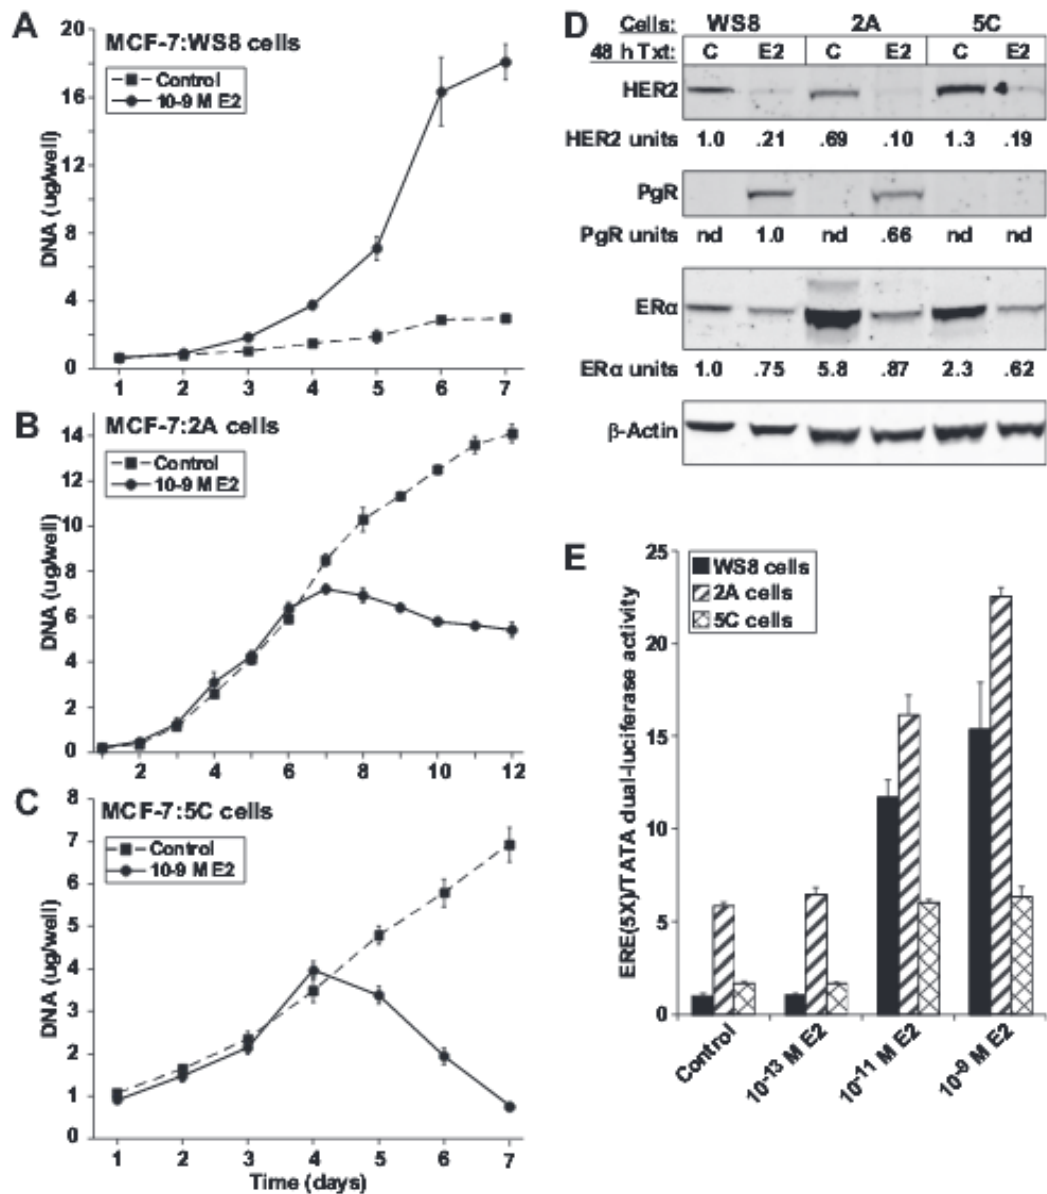 A
MCF-7:WS8 cells
Control
10-9 M E2
DNA (ug/well)
20
16
12
8
4
0
1 2 3 4 5 6 7
B
MCF-7:2A cells
Control
10-9 M E2
DNA (ug/well)
14
12
10
8
6
4
2
0
2 4 6 8 10 12
C
MCF-7:5C cells
Control
10-9 M E2
DNA (ug/well)
8
7
6
5
4
3
2
1
0
1 2 3 4 5 6 7
Time (days)
D
Cells: WS8 2A 5C
48 h Txt: C E2 C E2 C E2
HER2
HER2 units 1.0 .21 .69 .10 1.3 .19
PgR
PgR units nd 1.0 nd .66 nd nd
ERα
ERα units 1.0 .75 5.8 .87 2.3 .62
β-Actin
E
WS8 cells
2A cells
5C cells
ERE(5X)/TATA dual-luciferase activity
25
20
15
10
5
0
Control
10-13 M E2
10-11 M E2
10-9 M E2